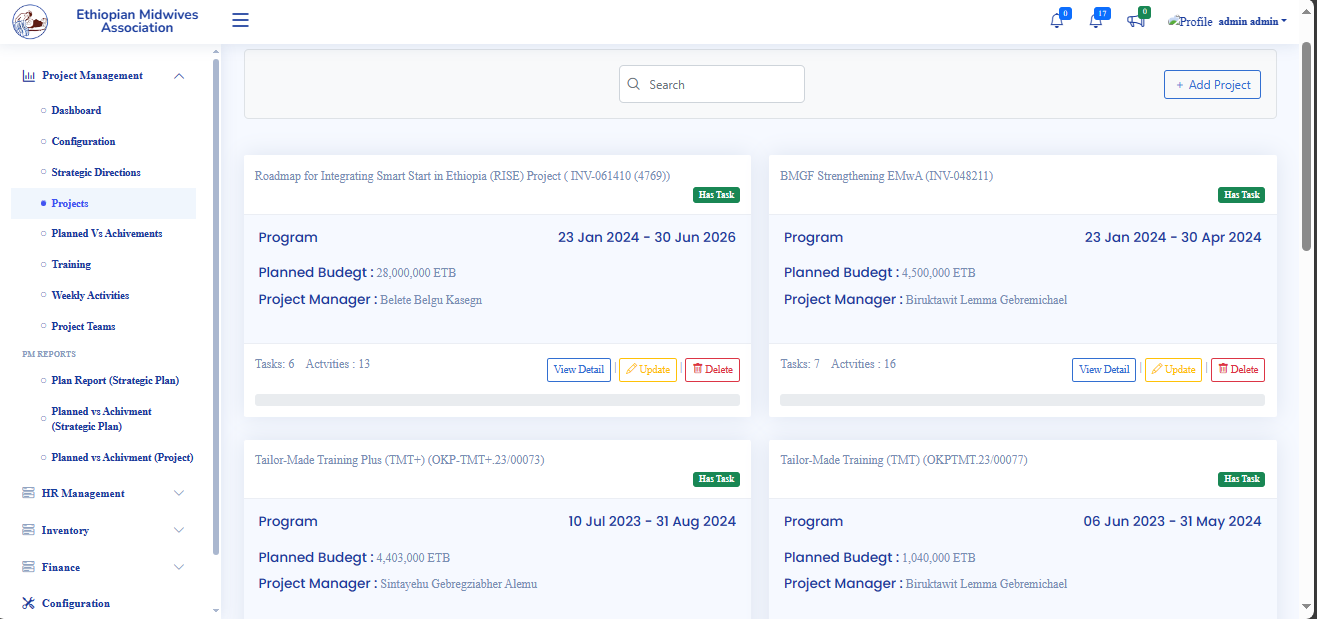 Ethiopian Midwives
Association
0
17
0
Profile admin admin
Project Management
Dashboard
Configuration
Strategic Directions
Projects
Planned Vs Achivements
Training
Weekly Activities
Project Teams
PM REPORTS
Plan Report (Strategic Plan)
Planned vs Achivment
(Strategic Plan)
Planned vs Achivment (Project)
HR Management
Inventory
Finance
Configuration
Search
+ Add Project
Roadmap for Integrating Smart Start in Ethiopia (RISE) Project ( INV-061410 (4769))
Has Task
Program
23 Jan 2024 - 30 Jun 2026
Planned Budegt : 28,000,000 ETB
Project Manager : Belete Belgu Kasegn
Tasks: 6 Actvities : 13
View Detail | Update | Delete
BMGF Strengthening EMwA (INV-048211)
Has Task
Program
23 Jan 2024 - 30 Apr 2024
Planned Budegt : 4,500,000 ETB
Project Manager : Biruktawit Lemma Gebremichael
Tasks: 7 Actvities : 16
View Detail | Update | Delete
Tailor-Made Training Plus (TMT+) (OKP-TMT+.23/00073)
Has Task
Program
10 Jul 2023 - 31 Aug 2024
Planned Budegt : 4,403,000 ETB
Project Manager : Sintayehu Gebregziabher Alemu
Tailor-Made Training (TMT) (OKPTMT.23/00077)
Has Task
Program
06 Jun 2023 - 31 May 2024
Planned Budegt : 1,040,000 ETB
Project Manager : Biruktawit Lemma Gebremichael